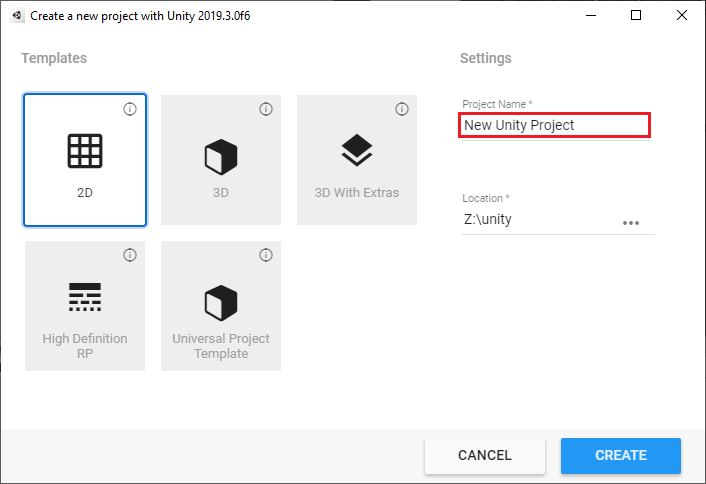 Create a new project with Unity 2019.3.0f6
Templates
Settings
2D
3D
3D With Extras
High Definition
RP
Universal Project
Template
Project Name *
New Unity Project
Location *
Z:\unity
CANCEL
CREATE